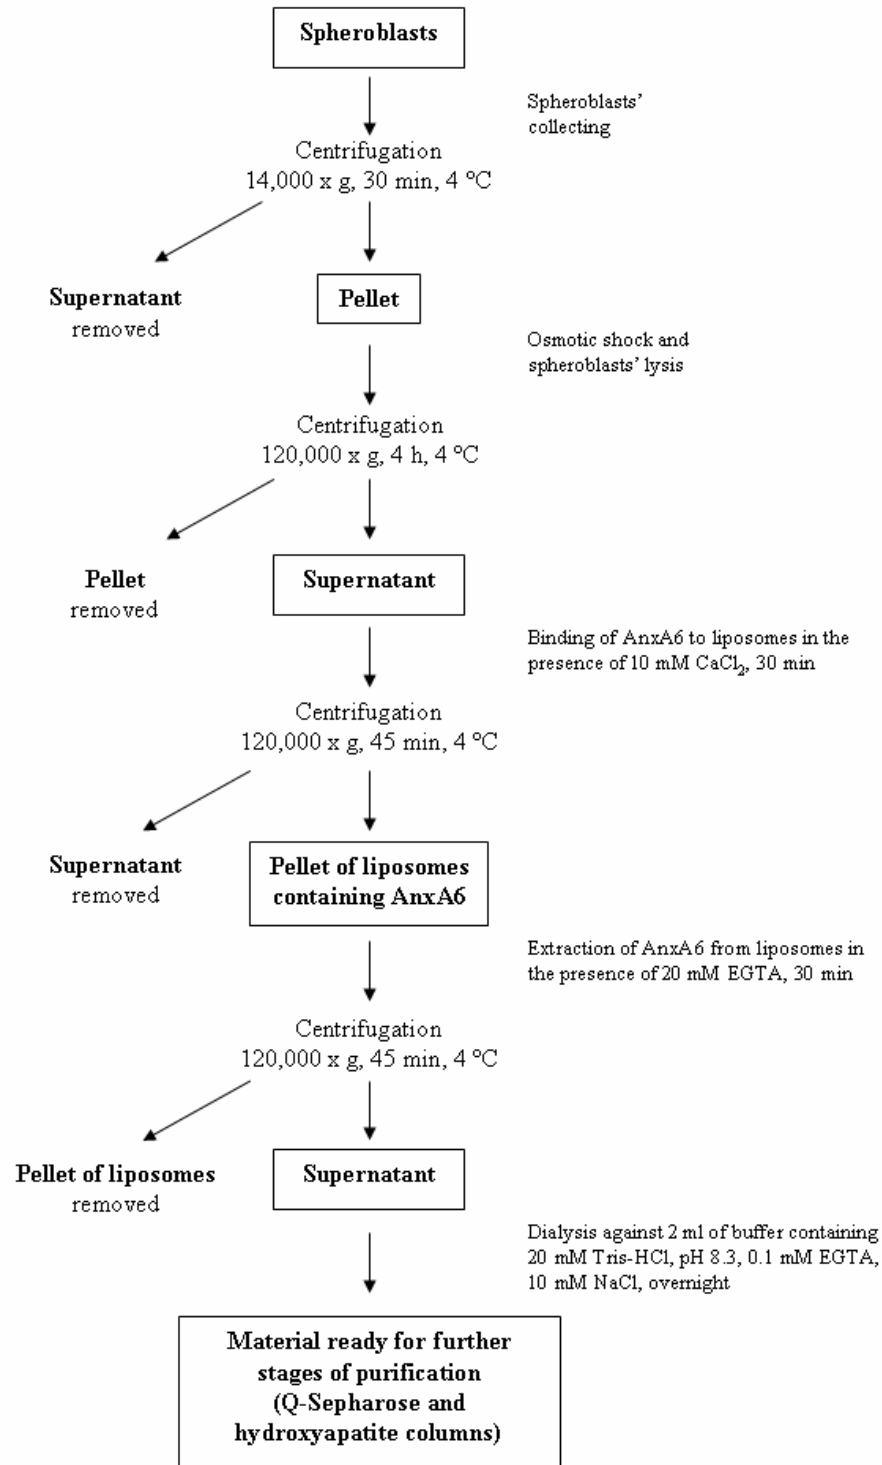 Spheroblasts
Spheroblasts’
collecting
Centrifugation
14,000 x g, 30 min, 4 °C
Supernatant
removed
Pellet
Osmotic shock and
spheroblasts’ lysis
Centrifugation
120,000 x g, 4 h, 4 °C
Pellet
removed
Supernatant
Binding of AnxA6 to liposomes in the
presence of 10 mM CaCl₂, 30 min
Centrifugation
120,000 x g, 45 min, 4 °C
Supernatant
removed
Pellet of liposomes
containing AnxA6
Extraction of AnxA6 from liposomes in
the presence of 20 mM EGTA, 30 min
Centrifugation
120,000 x g, 45 min, 4 °C
Pellet of liposomes
removed
Supernatant
Dialysis against 2 ml of buffer containing
20 mM Tris-HCl, pH 8.3, 0.1 mM EGTA,
10 mM NaCl, overnight
Material ready for further
stages of purification
(Q-Sepharose and
hydroxyapatite columns)